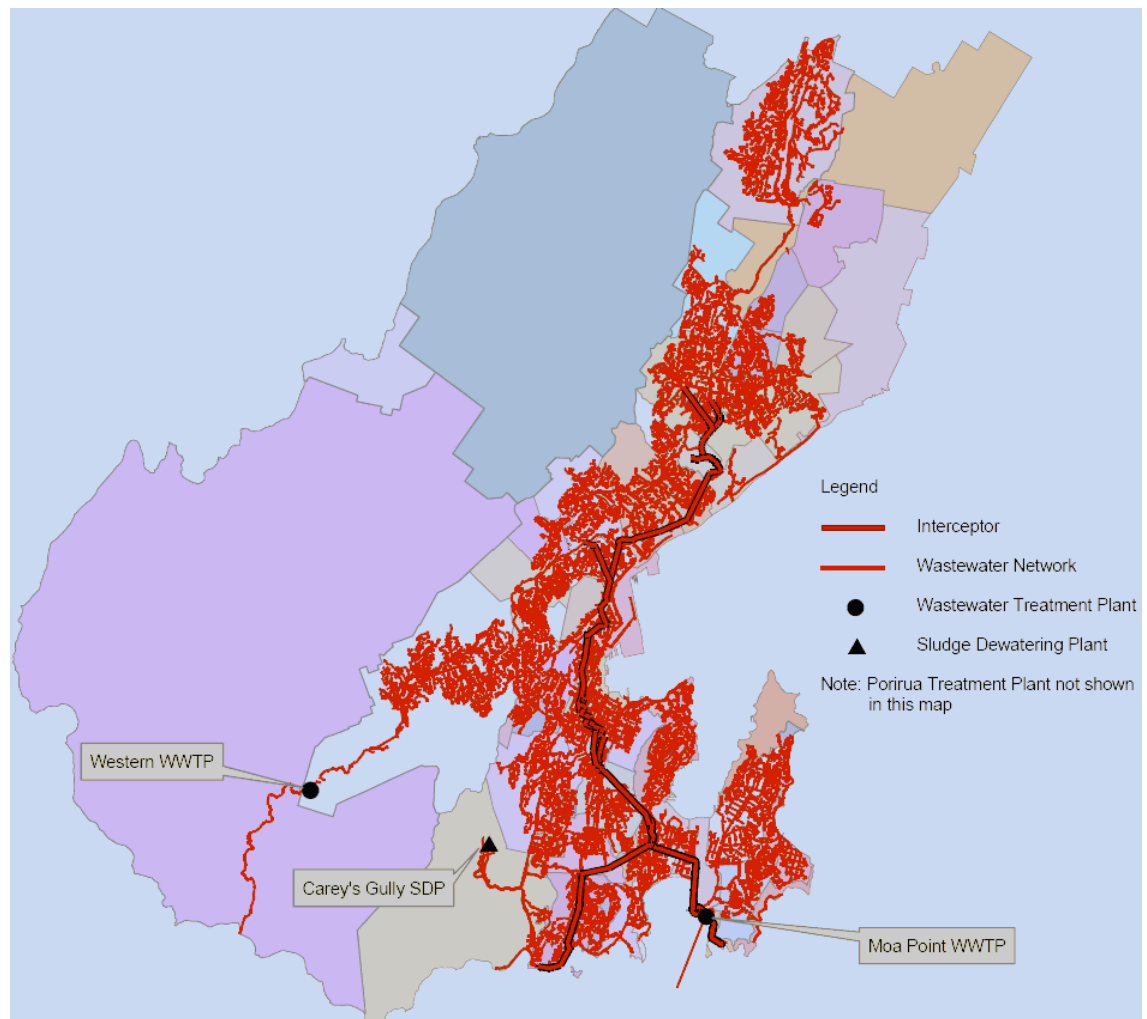 Legend
Interceptor
Wastewater Network
Wastewater Treatment Plant
Sludge Dewatering Plant
Note: Porirua Treatment Plant not shown
in this map
Western WWTP
Carey's Gully SDP
Moa Point WWTP